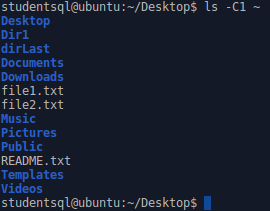 studentsql@ubuntu:~/Desktop$ ls -C1 ~
Desktop
Dir1
dirLast
Documents
Downloads
file1.txt
file2.txt
Music
Pictures
Public
README.txt
Templates
Videos
studentsql@ubuntu:~/Desktop$